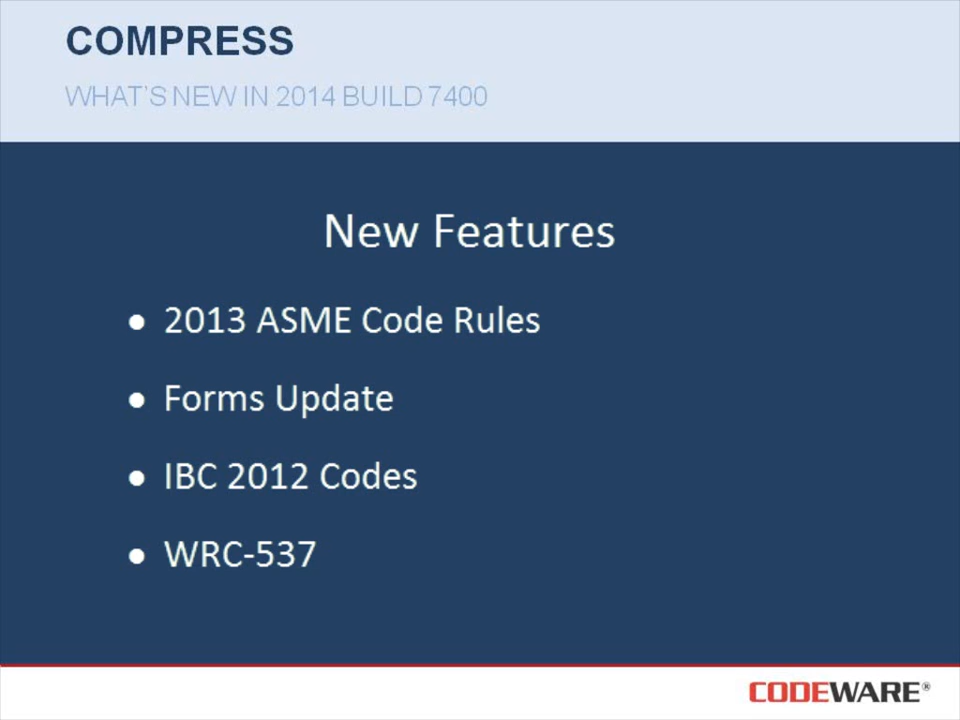 COMPRESS
WHAT'S NEW IN 2014 BUILD 7400
New Features
• 2013 ASME Code Rules
• Forms Update
• IBC 2012 Codes
• WRC-537
CODEWARE®